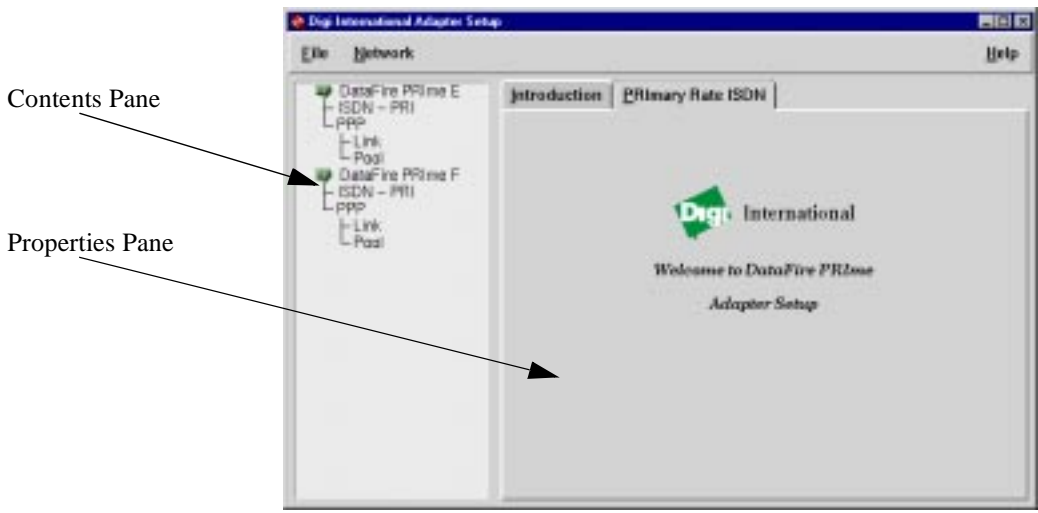 Digi International Adapter Setup
File Network Help
Contents Pane
Properties Pane
DataFire PRIme E
ISDN – PRI
PPP
Link
Pool
DataFire PRIme F
ISDN – PRI
PPP
Link
Pool
Introduction PRImary Rate ISDN
Digi International
Welcome to DataFire PRIme
Adapter Setup